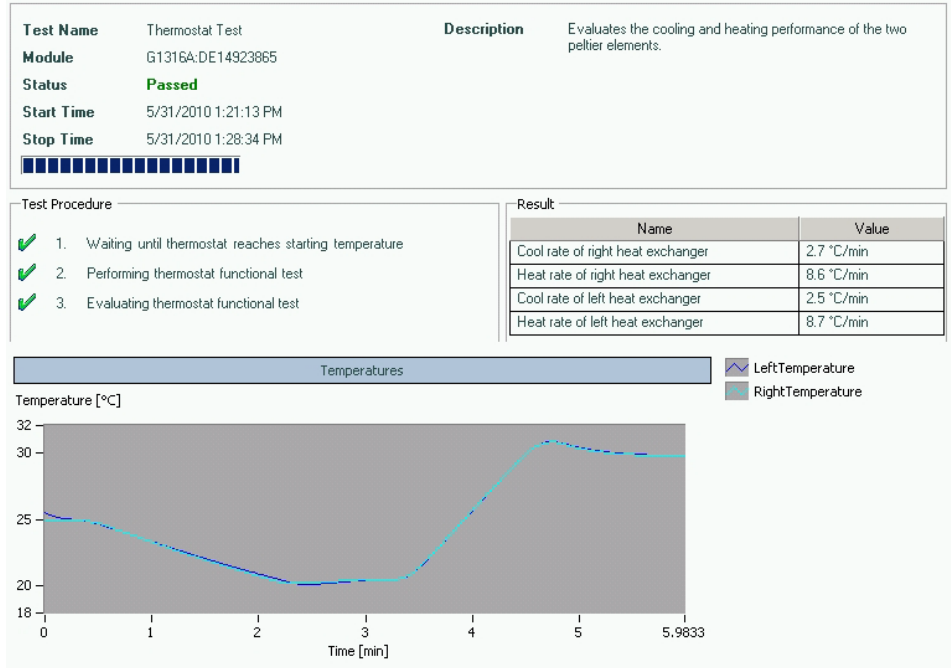 Test Name Thermostat Test
Module G1316A:DE14923865
Status Passed
Start Time 5/31/2010 1:21:13 PM
Stop Time 5/31/2010 1:28:34 PM
Description Evaluates the cooling and heating performance of the two
peltier elements.
Test Procedure
1. Waiting until thermostat reaches starting temperature
2. Performing thermostat functional test
3. Evaluating thermostat functional test
Result
Name Value
Cool rate of right heat exchanger 2.7 °C/min
Heat rate of right heat exchanger 8.6 °C/min
Cool rate of left heat exchanger 2.5 °C/min
Heat rate of left heat exchanger 8.7 °C/min
Temperatures
LeftTemperature
RightTemperature
Temperature [°C]
32
30
25
20
18
0 1 2 3 4 5 5.9833
Time [min]